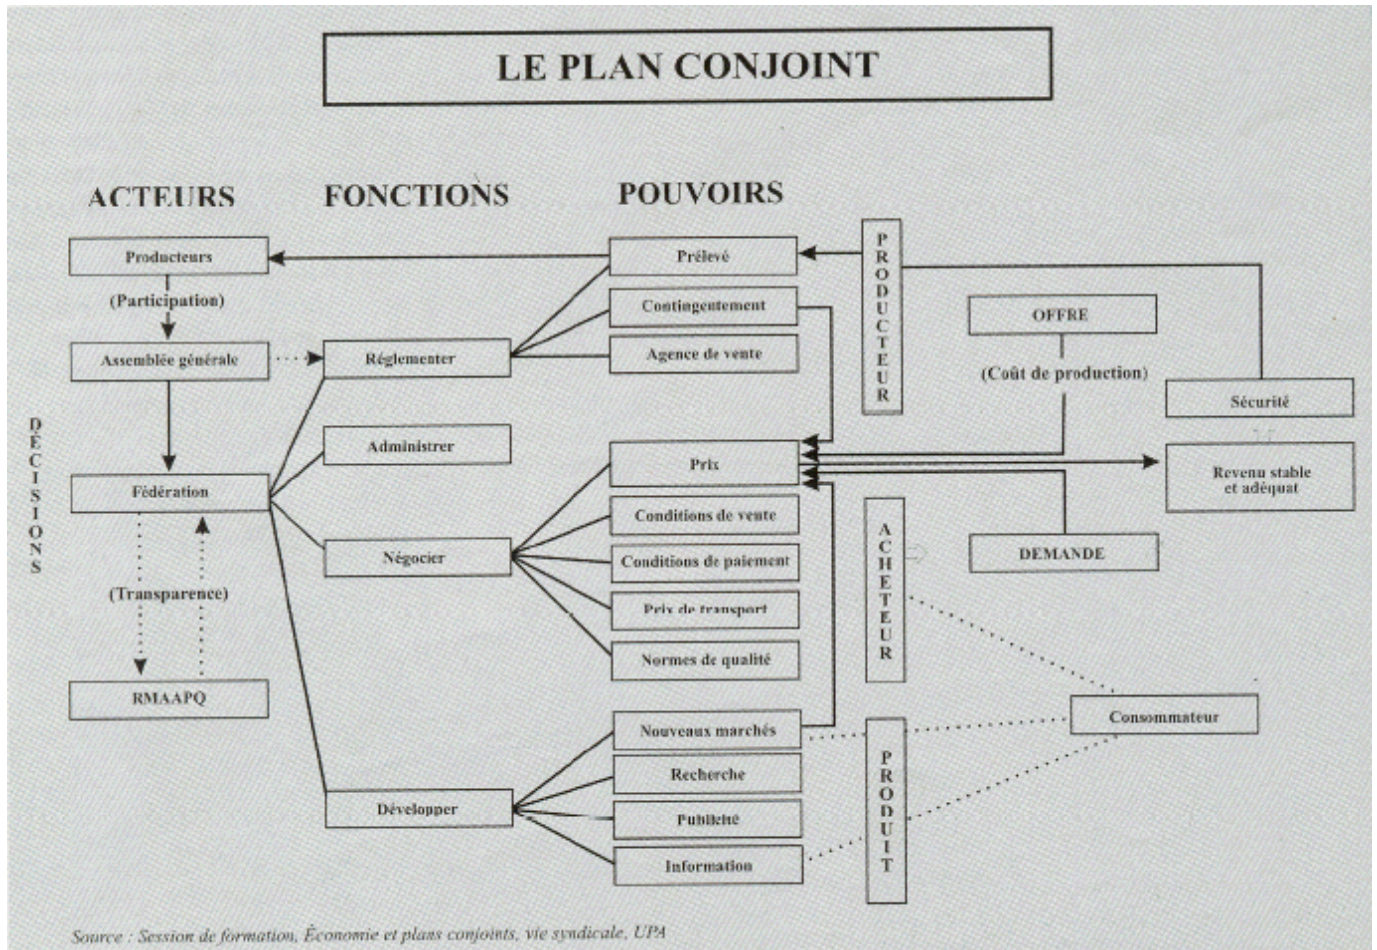 LE PLAN CONJOINT
ACTEURS
FONCTIONS
POUVOIRS
DÉCISIONS
Producteurs
(Participation)
Assemblée générale
Fédération
(Transparence)
RMAAPQ
Réglementer
Administrer
Négocier
Développer
Prélevé
Contingentement
Agence de vente
Prix
Conditions de vente
Conditions de paiement
Prix de transport
Normes de qualité
Nouveaux marchés
Recherche
Publicité
Information
PRODUCTEUR
ACHETEUR
PRODUIT
OFFRE
(Coût de production)
Sécurité
Revenu stable
et adéquat
DEMANDE
Consommateur
Source : Session de formation, Économie et plans conjoints, vie syndicale, UPA